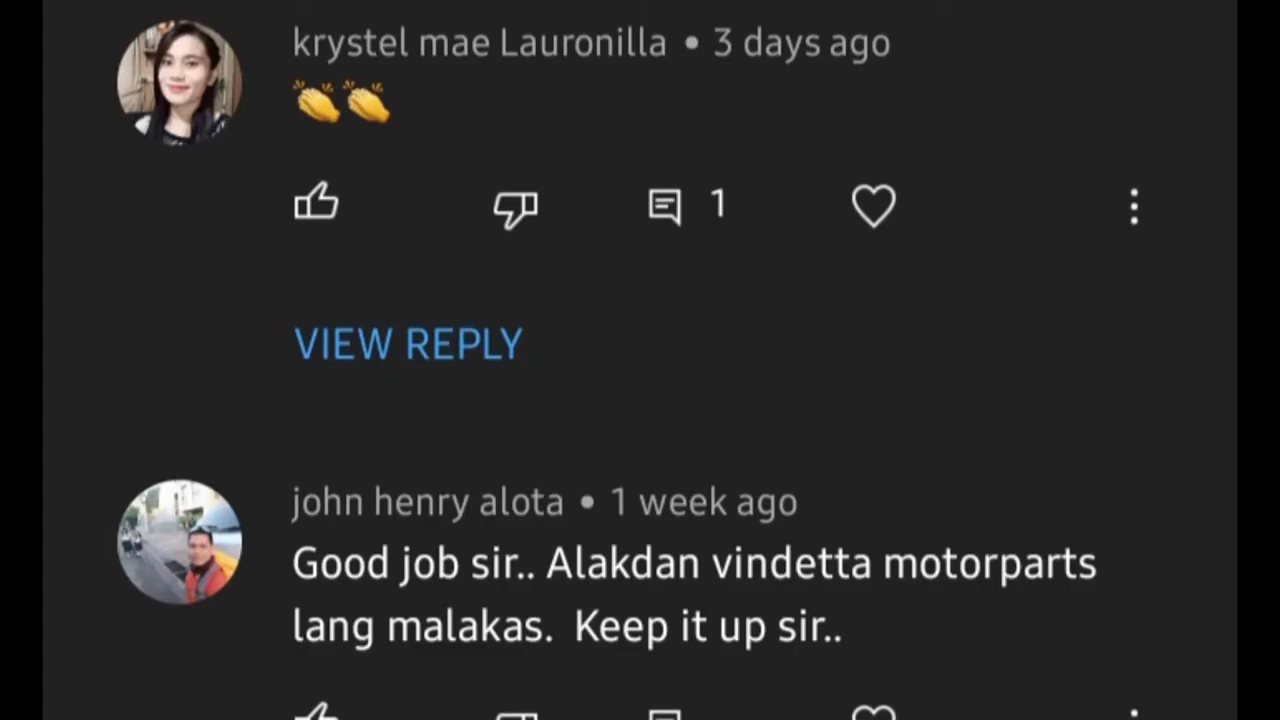 krystel mae Lauronilla • 3 days ago
👏👏
1
VIEW REPLY
john henry alota • 1 week ago
Good job sir.. Alakdan vindetta motorparts
lang malakas. Keep it up sir..